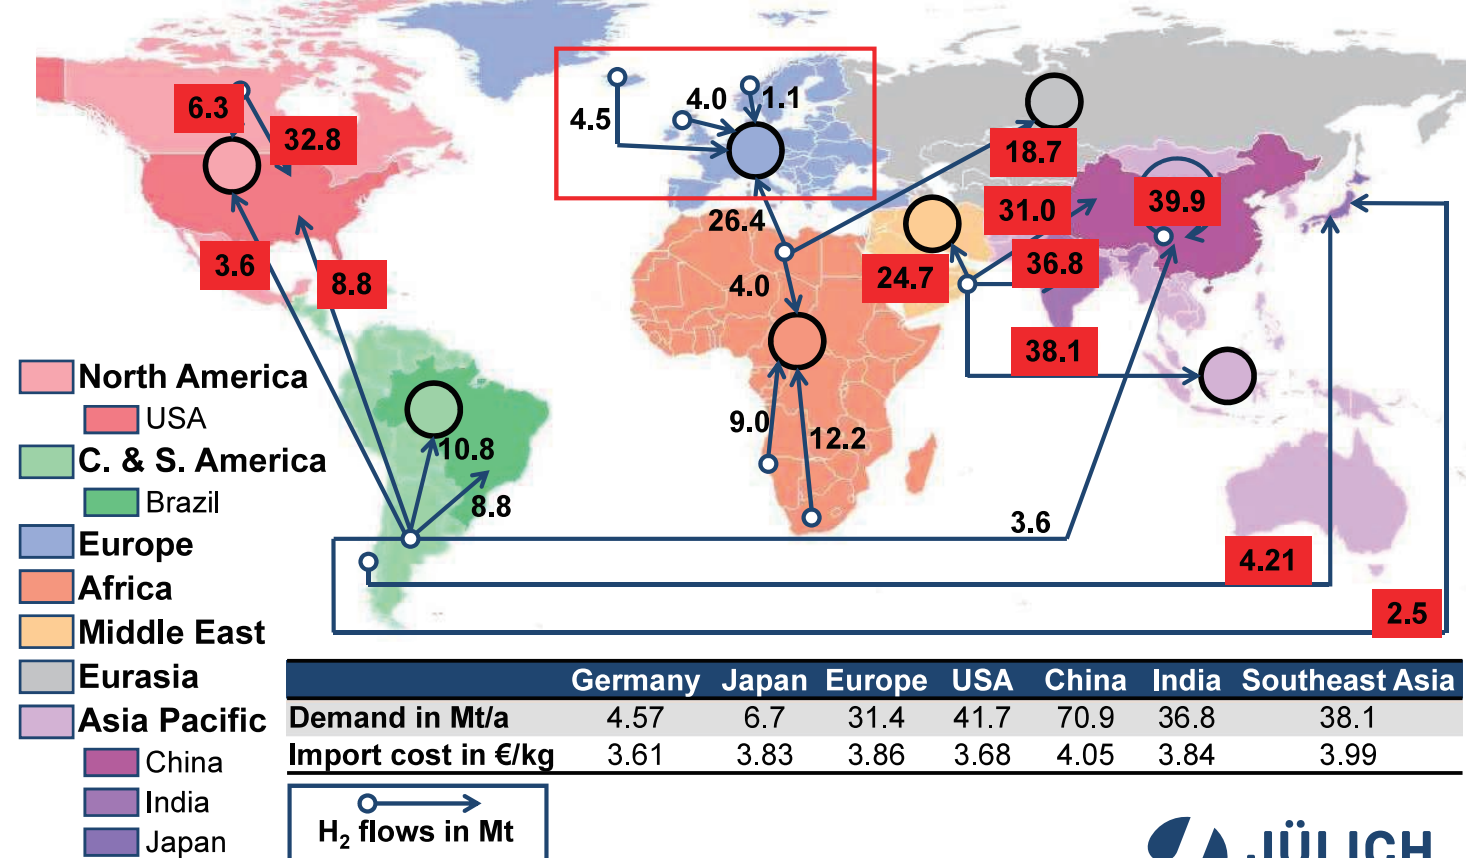 6.3
32.8
4.5
4.0
1.1
18.7
26.4
31.0
39.9
3.6
8.8
4.0
24.7
36.8
38.1
10.8
8.8
9.0
12.2
3.6
4.21
2.5
North America
USA
C. & S. America
Brazil
Europe
Africa
Middle East
Eurasia
Asia Pacific
China
India
Japan
Germany Japan Europe USA China India Southeast Asia
Demand in Mt/a 4.57 6.7 31.4 41.7 70.9 36.8 38.1
Import cost in €/kg 3.61 3.83 3.86 3.68 4.05 3.84 3.99
H₂ flows in Mt
JÜLICH